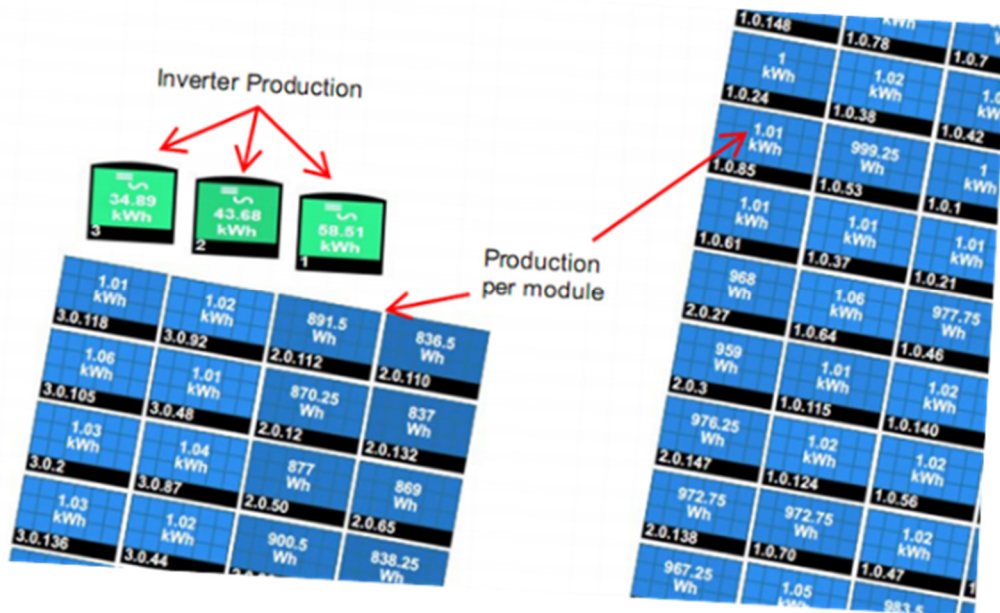 Inverter Production
34.89
kWh
3
43.68
kWh
2
58.51
kWh
1
Production
per module
1.01
kWh
3.0.118
1.02
kWh
3.0.92
891.5
Wh
2.0.112
836.5
Wh
2.0.110
1.06
kWh
3.0.105
1.01
kWh
3.0.48
870.25
Wh
2.0.12
837
Wh
2.0.132
1.03
kWh
3.0.2
1.04
kWh
3.0.87
877
Wh
2.0.50
869
Wh
2.0.65
1.03
kWh
3.0.136
1.02
kWh
3.0.44
900.5
Wh
838.25
Wh
1.0.148
kWh
1.0.78
1.0.7
1
kWh
1.0.24
1.02
kWh
1.0.38
1.0.42
1.01
kWh
1.0.85
999.25
Wh
1.0.53
1
kWh
1.0.1
1.01
kWh
1.0.61
1.01
kWh
1.0.37
1.01
kWh
1.0.21
968
Wh
2.0.27
1.06
kWh
1.0.64
977.75
Wh
1.0.46
959
Wh
2.0.3
1.01
kWh
1.0.115
1.02
kWh
1.0.140
976.25
Wh
2.0.147
1.02
kWh
1.0.124
1.02
kWh
1.0.56
972.75
Wh
2.0.138
972.75
Wh
1.0.70
1.02
kWh
1.0.47
967.25
Wh
1.05
kWh